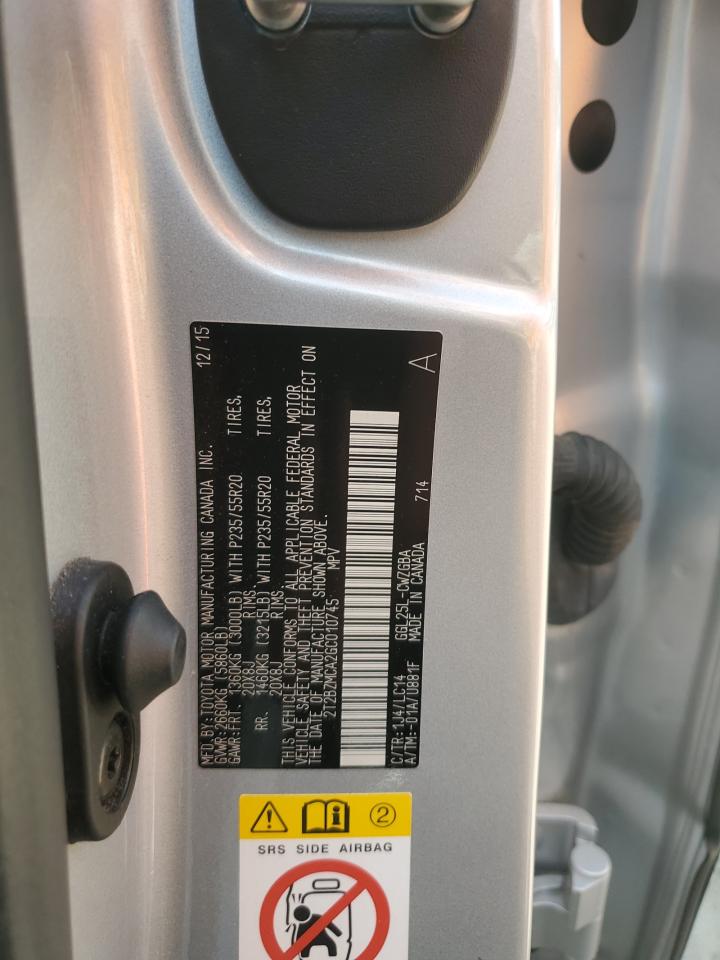 MFD. BY: TOYOTA MOTOR MANUFACTURING CANADA INC. 12/15
GVWR: 2660KG (5860LB)
GAWR: FRT. 1360KG (3000LB) WITH P235/55R20 TIRES,
20X8J RIMS
RR. 1460KG (3215LB) WITH P235/55R20 TIRES,
20X8J RIMS
THIS VEHICLE CONFORMS TO ALL APPLICABLE FEDERAL MOTOR
VEHICLE SAFETY AND THEFT PREVENTION STANDARDS IN EFFECT ON
THE DATE OF MANUFACTURE SHOWN ABOVE.
2T2BZMCA2GC010745 MPV
C/TR: 1J4/LC14 GGL25L-CWZGBA 714
A/TM: -01A/U881F MADE IN CANADA A
2
SRS SIDE AIRBAG